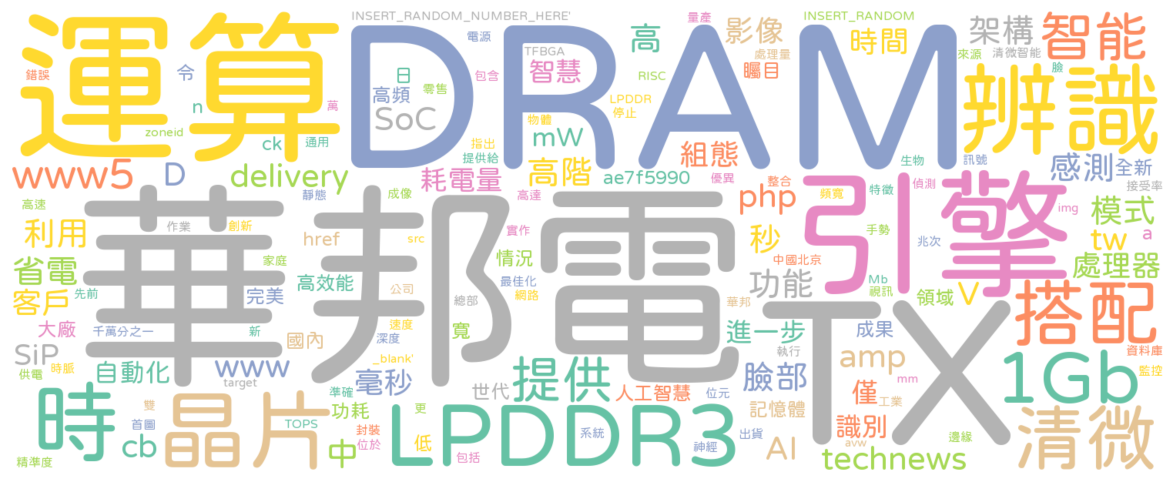 INSERT_RANDOM_NUMBER_HERE'
量產
INSERT_RANDOM
運算
DRAM
電源
TFBGA
高
影像
時間
架構
智能
清微智能
處理量
來源
錯誤
令
日
包含
智慧
RISC
矚目
臉
辨識
n
高頻
零售
SoC
萬
LPDDR
停止
物體
mW
zoneid
ck
通用
指出
組態
生物
訊號
感測
全新
www5
D
delivery
提供給
耗電量
高階
ae7f5990
優異
整合
php
頻寬
特徵
偵測
接受率
高速
靜態
成像
高達
引擎
img
模式
a
華邦電
作業
創新
利用
href
src
實作
情況
秒
手勢
兆次
tw
家庭
中國北京
省電
先前
高效能
最佳化
功能
Mb
視訊
領域
V
處理器
客戶
完美
公司
總部
網路
華邦
TX
搭配
大廠
千萬分之一
新
國內
速度
深度
寬
進一步
成果
SiP
供電
時脈
自動化
www
target
_blank'
毫秒
世代
提供
人工智慧
臉部
執行
amp
mm
1Gb
資料庫
監控
時
晶片
雙
首圖
cb
TOPS
準確
功耗
封裝
位於
中
更
低
LPDDR3
包括
系統
神經
位元
記憶體
出貨
AI
僅
工業
識別
avw
邊緣
technews
清微
精準度